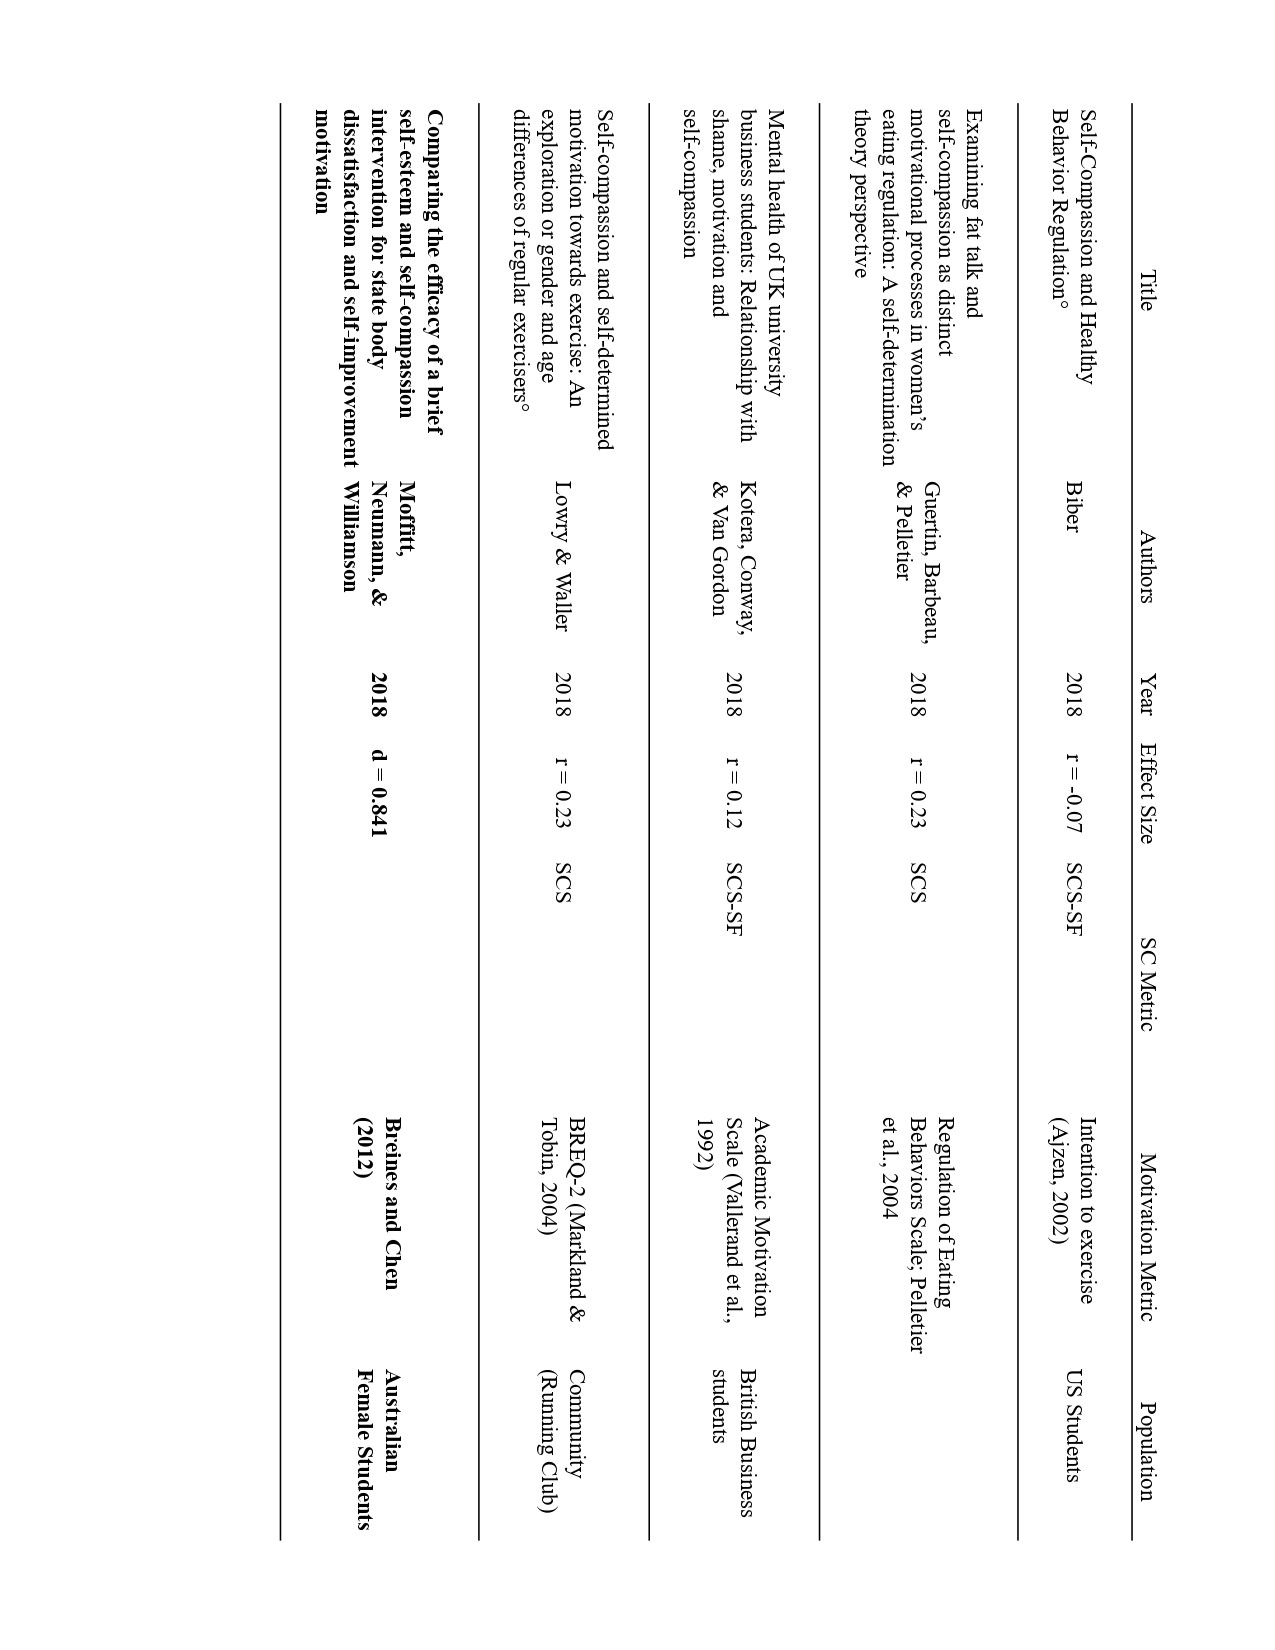 Title Authors Year Effect Size SC Metric Motivation Metric Population
Self-Compassion and Healthy
Behavior Regulation°
Biber
2018
r = -0.07
SCS-SF
Intention to exercise
(Ajzen, 2002)
US Students
Examining fat talk and
self-compassion as distinct
motivational processes in women’s
eating regulation: A self-determination
theory perspective
Guertin, Barbeau,
& Pelletier
2018
r = 0.23
SCS
Regulation of Eating
Behaviors Scale; Pelletier
et al., 2004
Mental health of UK university
business students: Relationship with
shame, motivation and
self-compassion
Kotera, Conway,
& Van Gordon
2018
r = 0.12
SCS-SF
Academic Motivation
Scale (Vallerand et al.,
1992)
British Business
students
Self-compassion and self-determined
motivation towards exercise: An
exploration or gender and age
differences of regular exercisers°
Lowry & Waller
2018
r = 0.23
SCS
BREQ-2 (Markland &
Tobin, 2004)
Community
(Running Club)
Comparing the efficacy of a brief
self-esteem and self-compassion
intervention for state body
dissatisfaction and self-improvement
motivation
Moffitt,
Neumann, &
Williamson
2018
d = 0.841
Breines and Chen
(2012)
Australian
Female Students